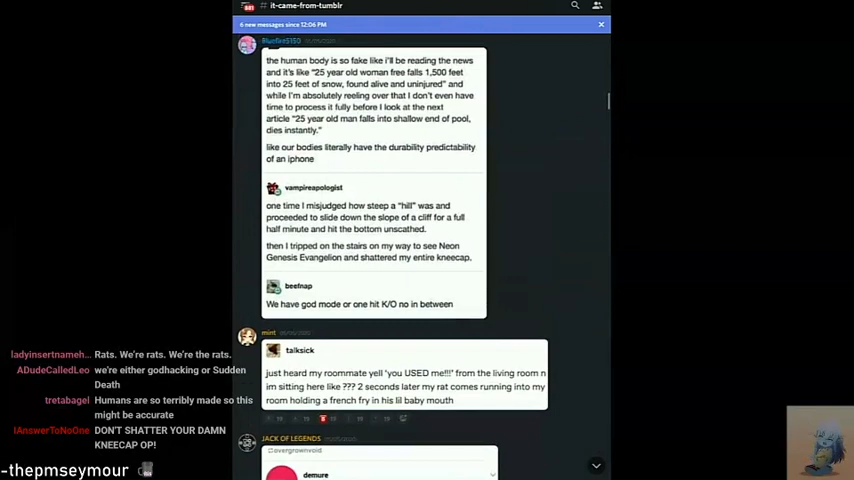 841
# it-came-from-tumblr
6 new messages since 12:06 PM
the human body is so fake like i'll be reading the news
and it's like "25 year old woman free falls 1,500 feet
into 25 feet of snow, found alive and uninjured" and
while I'm absolutely reeling over that I don't even have
time to process it fully before I look at the next
article "25 year old man falls into shallow end of pool,
dies instantly."
like our bodies literally have the durability predictability
of an iphone
vampireapologist
one time I misjudged how steep a "hill" was and
proceeded to slide down the slope of a cliff for a full
half minute and hit the bottom unscathed.
then I tripped on the stairs on my way to see Neon
Genesis Evangelion and shattered my entire kneecap.
beefnap
We have god mode or one hit K/O no in between
mint
talksick
just heard my roommate yell 'you USED me!!!' from the living room n
im sitting here like ??? 2 seconds later my rat comes running into my
room holding a french fry in his lil baby mouth
JACK OF LEGENDS
overgrownvoid
demure
ladyinsertnameh... Rats. We're rats. We're the rats.
ADudeCalledLeo we're either godhacking or Sudden
Death
tretabagel Humans are so terribly made so this
might be accurate
IAnswerToNoOne DON'T SHATTER YOUR DAMN
KNEECAP OP!
-thepmseymour